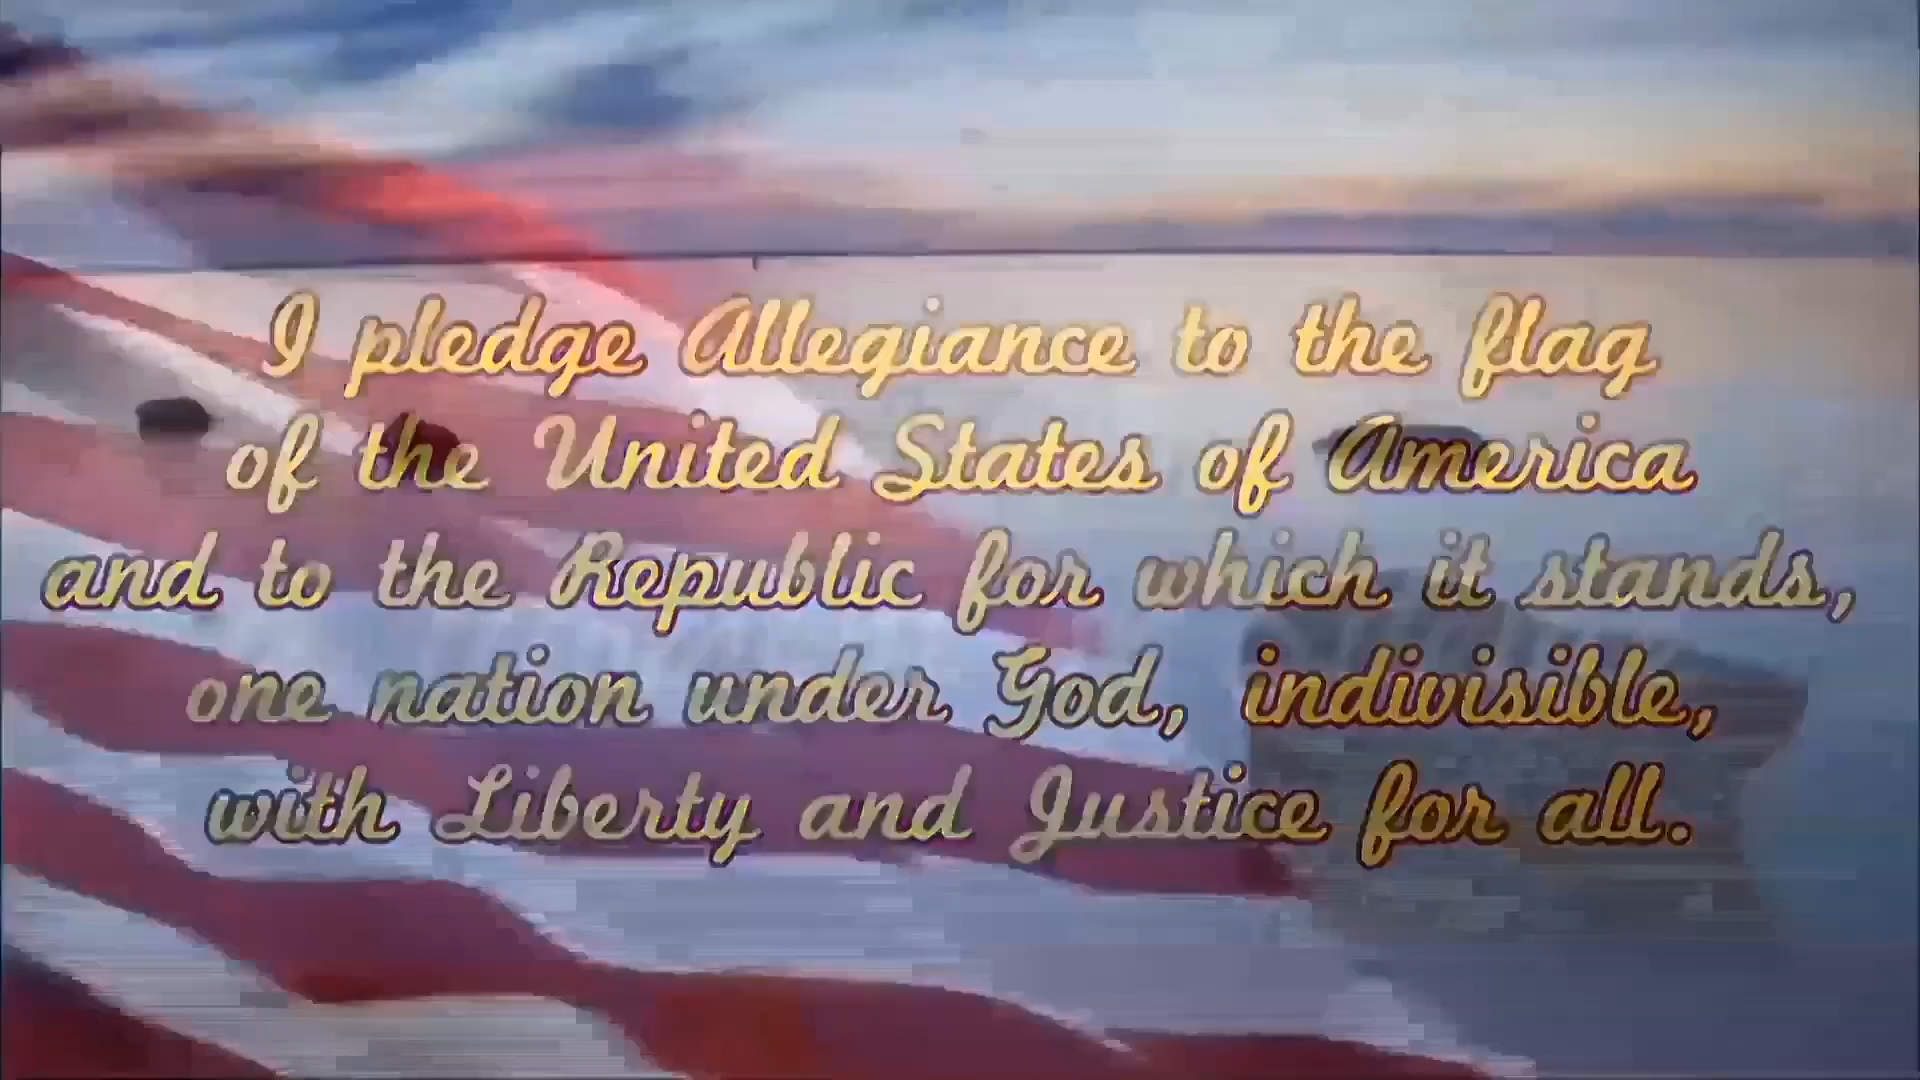 I pledge Allegiance to the flag
of the United States of America
and to the Republic for which it stands,
one nation under God, indivisible,
with Liberty and Justice for all.